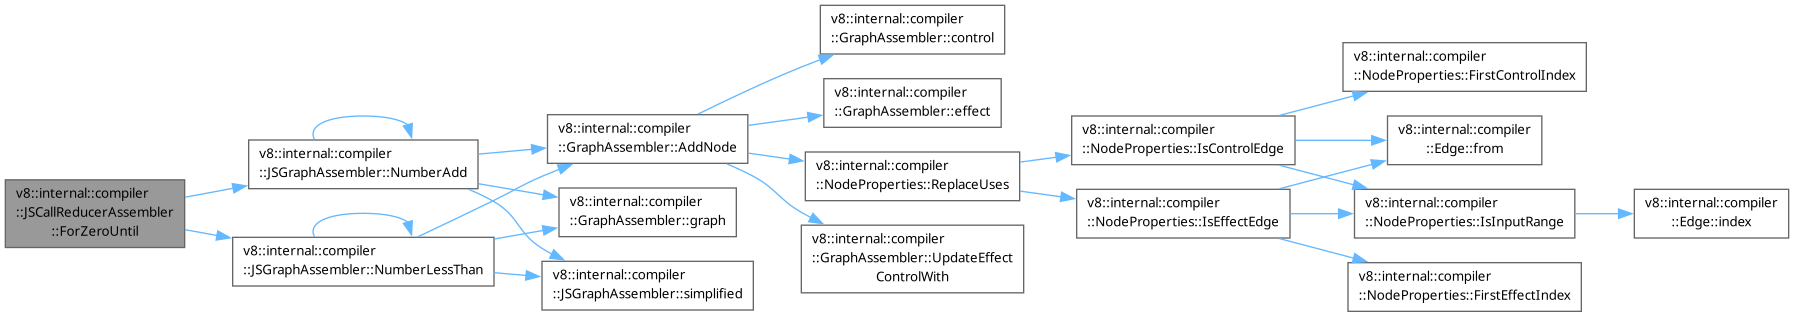 v8::internal::compiler
::JSCallReducerAssembler
::ForZeroUntil
v8::internal::compiler
::JSGraphAssembler::NumberAdd
v8::internal::compiler
::JSGraphAssembler::NumberLessThan
v8::internal::compiler
::GraphAssembler::AddNode
v8::internal::compiler
::GraphAssembler::graph
v8::internal::compiler
::JSGraphAssembler::simplified
v8::internal::compiler
::GraphAssembler::control
v8::internal::compiler
::GraphAssembler::effect
v8::internal::compiler
::NodeProperties::ReplaceUses
v8::internal::compiler
::GraphAssembler::UpdateEffect
ControlWith
v8::internal::compiler
::NodeProperties::IsControlEdge
v8::internal::compiler
::NodeProperties::IsEffectEdge
v8::internal::compiler
::NodeProperties::FirstControlIndex
v8::internal::compiler
::Edge::from
v8::internal::compiler
::NodeProperties::IsInputRange
v8::internal::compiler
::NodeProperties::FirstEffectIndex
v8::internal::compiler
::Edge::index